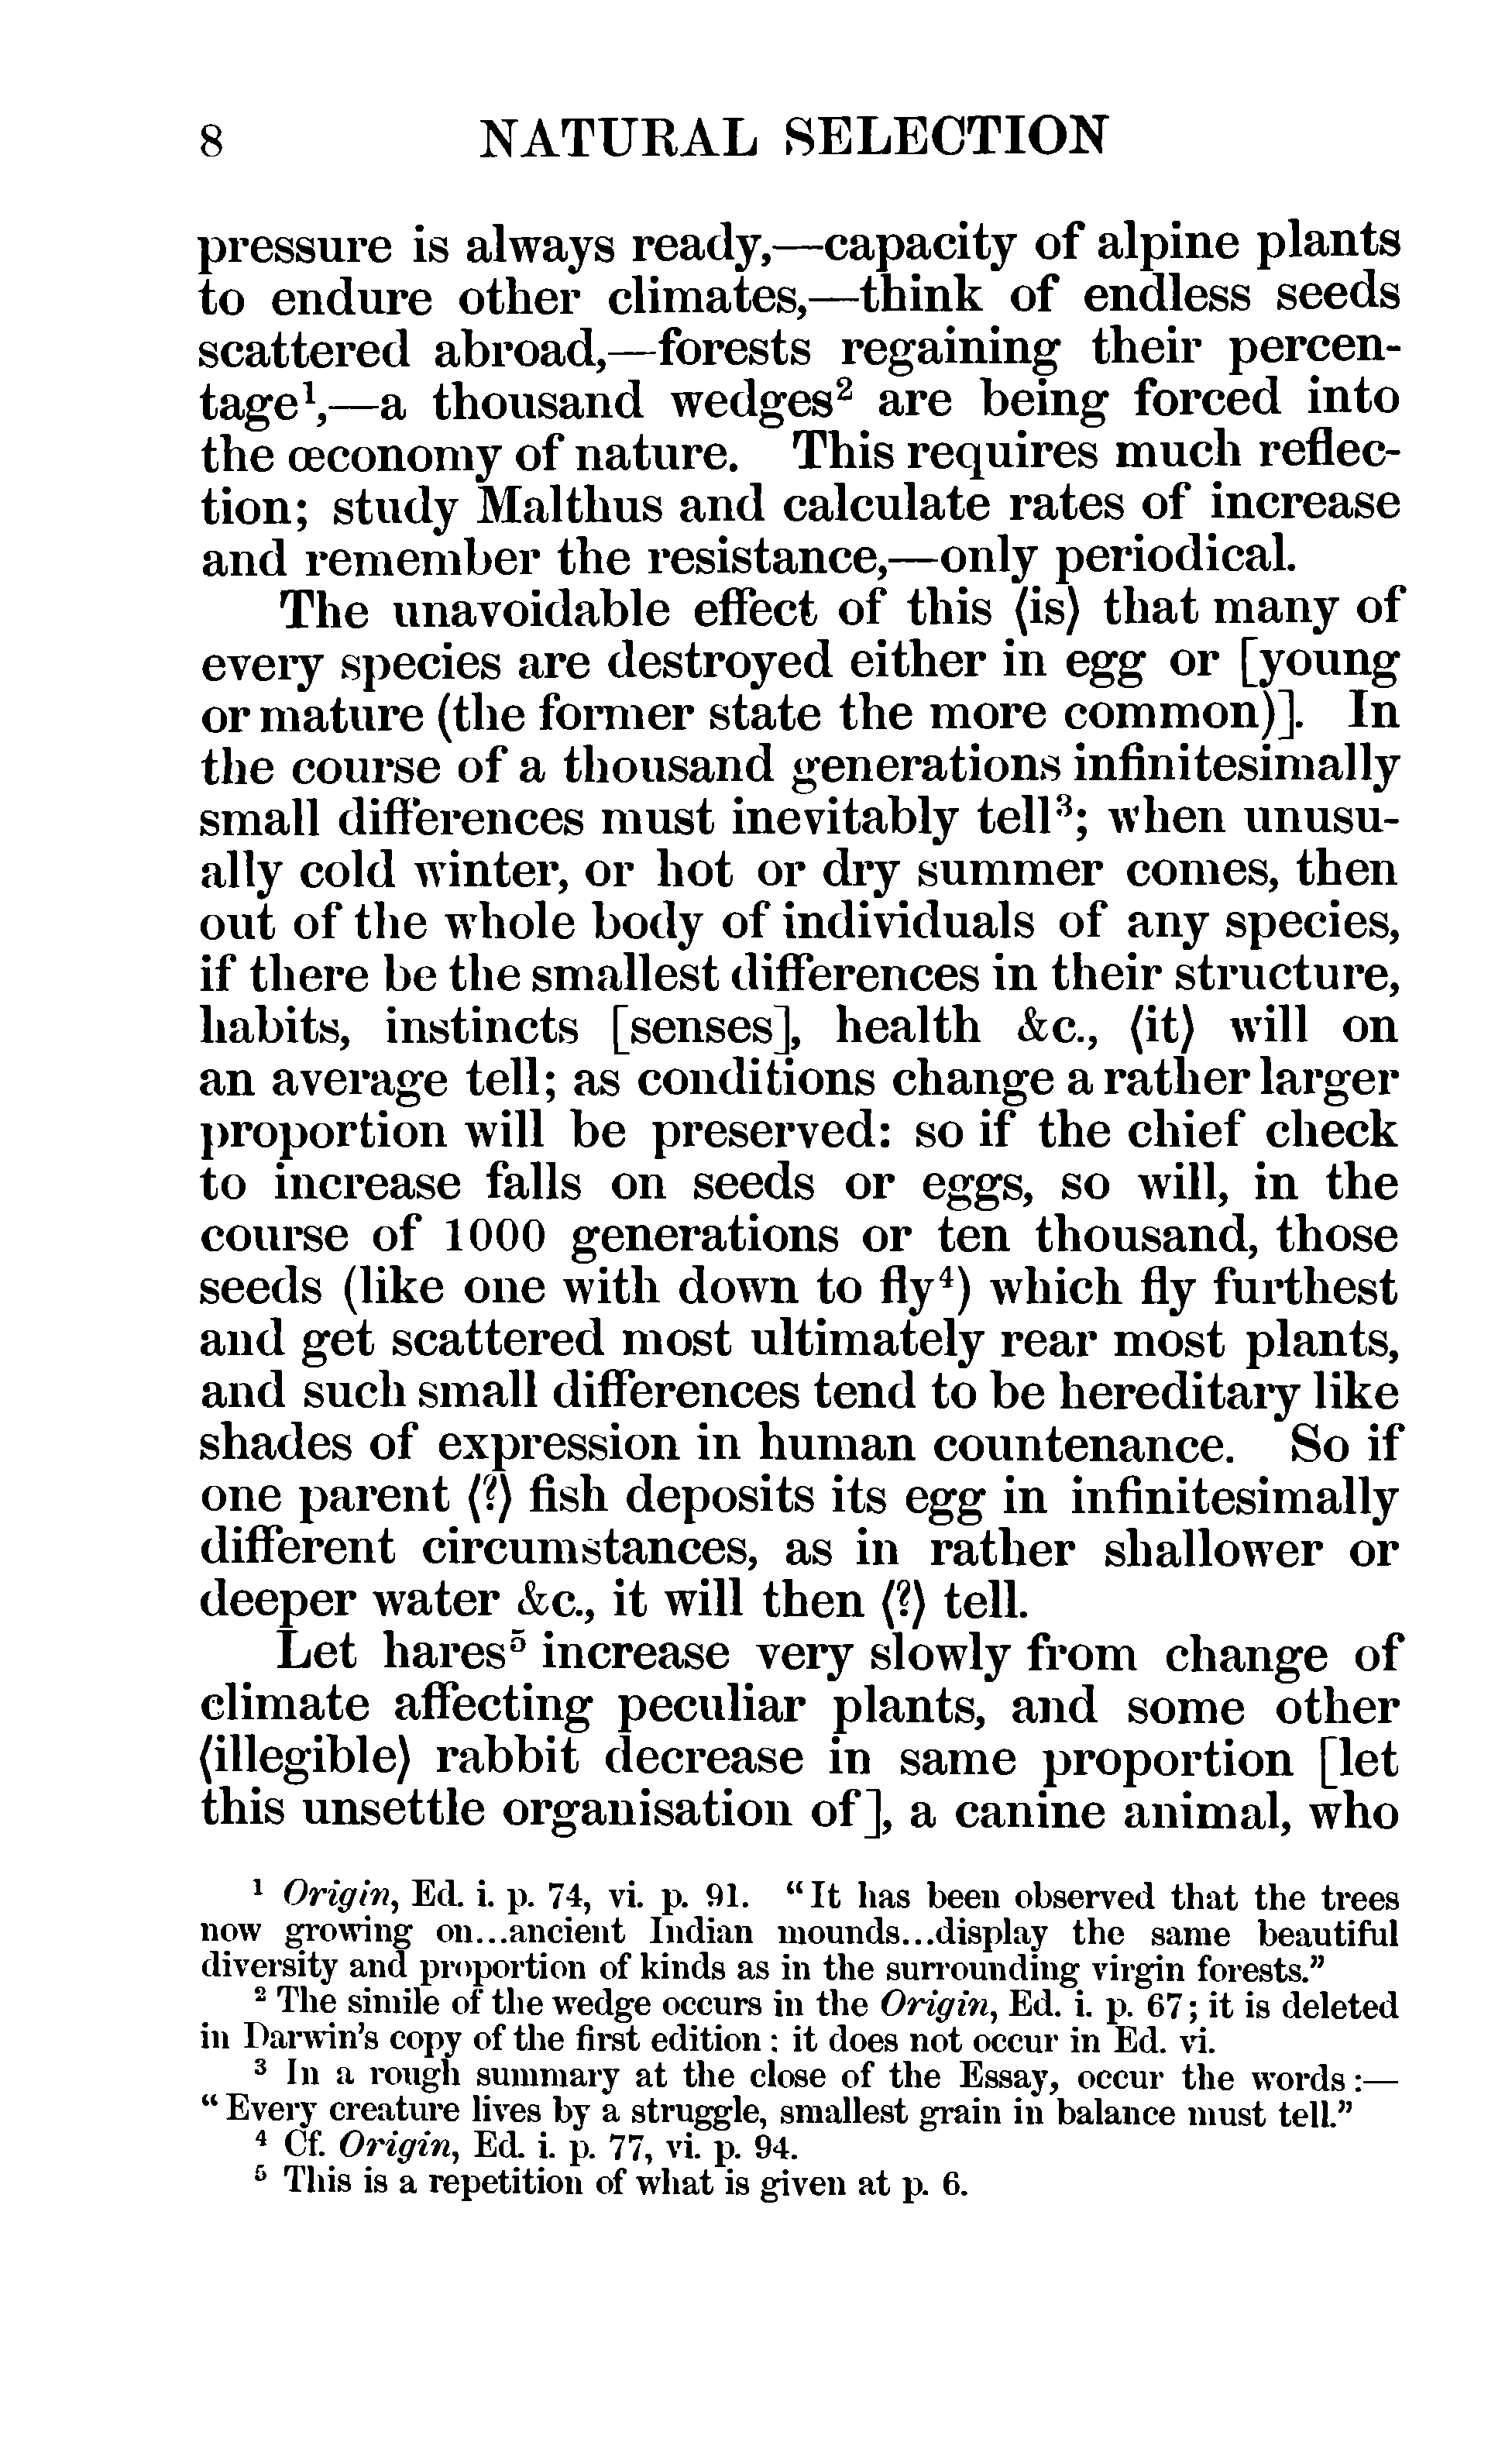 8 NATURAL SELECTION
pressure is always ready,—capacity of alpine plants
to endure other climates,—think of endless seeds
scattered abroad,—forests regaining their percen-
tage¹,—a thousand wedges² are being forced into
the œconomy of nature. This requires much reflec-
tion; study Malthus and calculate rates of increase
and remember the resistance,—only periodical.
The unavoidable effect of this ⟨is⟩ that many of
every species are destroyed either in egg or [young
or mature (the former state the more common)]. In
the course of a thousand generations infinitesimally
small differences must inevitably tell³; when unusu-
ally cold winter, or hot or dry summer comes, then
out of the whole body of individuals of any species,
if there be the smallest differences in their structure,
habits, instincts [senses], health &c., ⟨it⟩ will on
an average tell; as conditions change a rather larger
proportion will be preserved: so if the chief check
to increase falls on seeds or eggs, so will, in the
course of 1000 generations or ten thousand, those
seeds (like one with down to fly⁴) which fly furthest
and get scattered most ultimately rear most plants,
and such small differences tend to be hereditary like
shades of expression in human countenance. So if
one parent ⟨?⟩ fish deposits its egg in infinitesimally
different circumstances, as in rather shallower or
deeper water &c., it will then ⟨?⟩ tell.
Let hares⁵ increase very slowly from change of
climate affecting peculiar plants, and some other
⟨illegible⟩ rabbit decrease in same proportion [let
this unsettle organisation of], a canine animal, who
¹ Origin, Ed. i. p. 74, vi. p. 91. “It has been observed that the trees
now growing on...ancient Indian mounds...display the same beautiful
diversity and proportion of kinds as in the surrounding virgin forests.”
² The simile of the wedge occurs in the Origin, Ed. i. p. 67; it is deleted
in Darwin's copy of the first edition: it does not occur in Ed. vi.
³ In a rough summary at the close of the Essay, occur the words:—
“Every creature lives by a struggle, smallest grain in balance must tell.”
⁴ Cf. Origin, Ed. i. p. 77, vi. p. 94.
⁵ This is a repetition of what is given at p. 6.